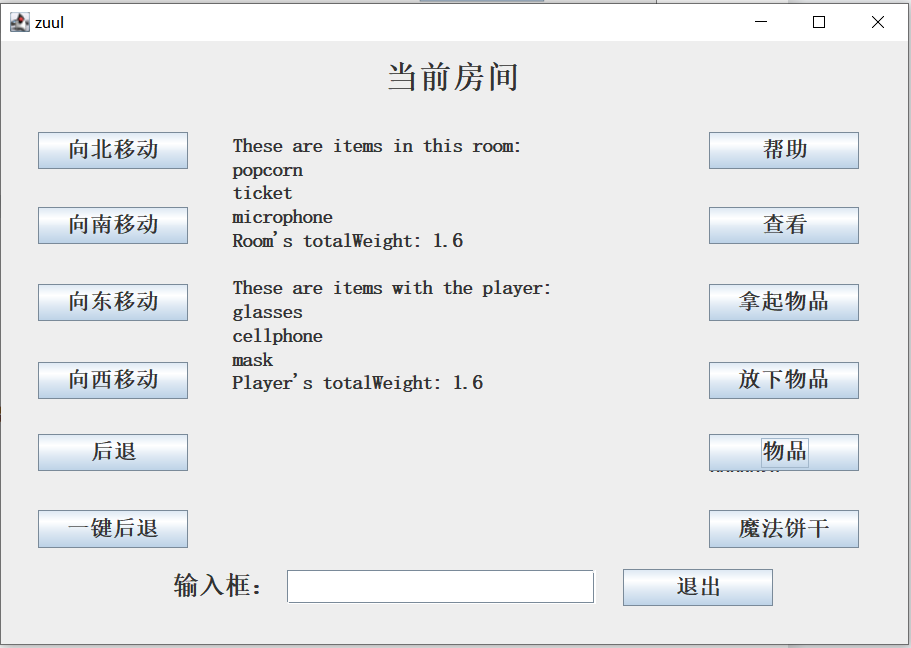 zuul
当前房间
向北移动
向南移动
向东移动
向西移动
后退
一键后退
These are items in this room:
popcorn
ticket
microphone
Room's totalWeight: 1.6
These are items with the player:
glasses
cellphone
mask
Player's totalWeight: 1.6
帮助
查看
拿起物品
放下物品
物品
魔法饼干
输入框:
退出